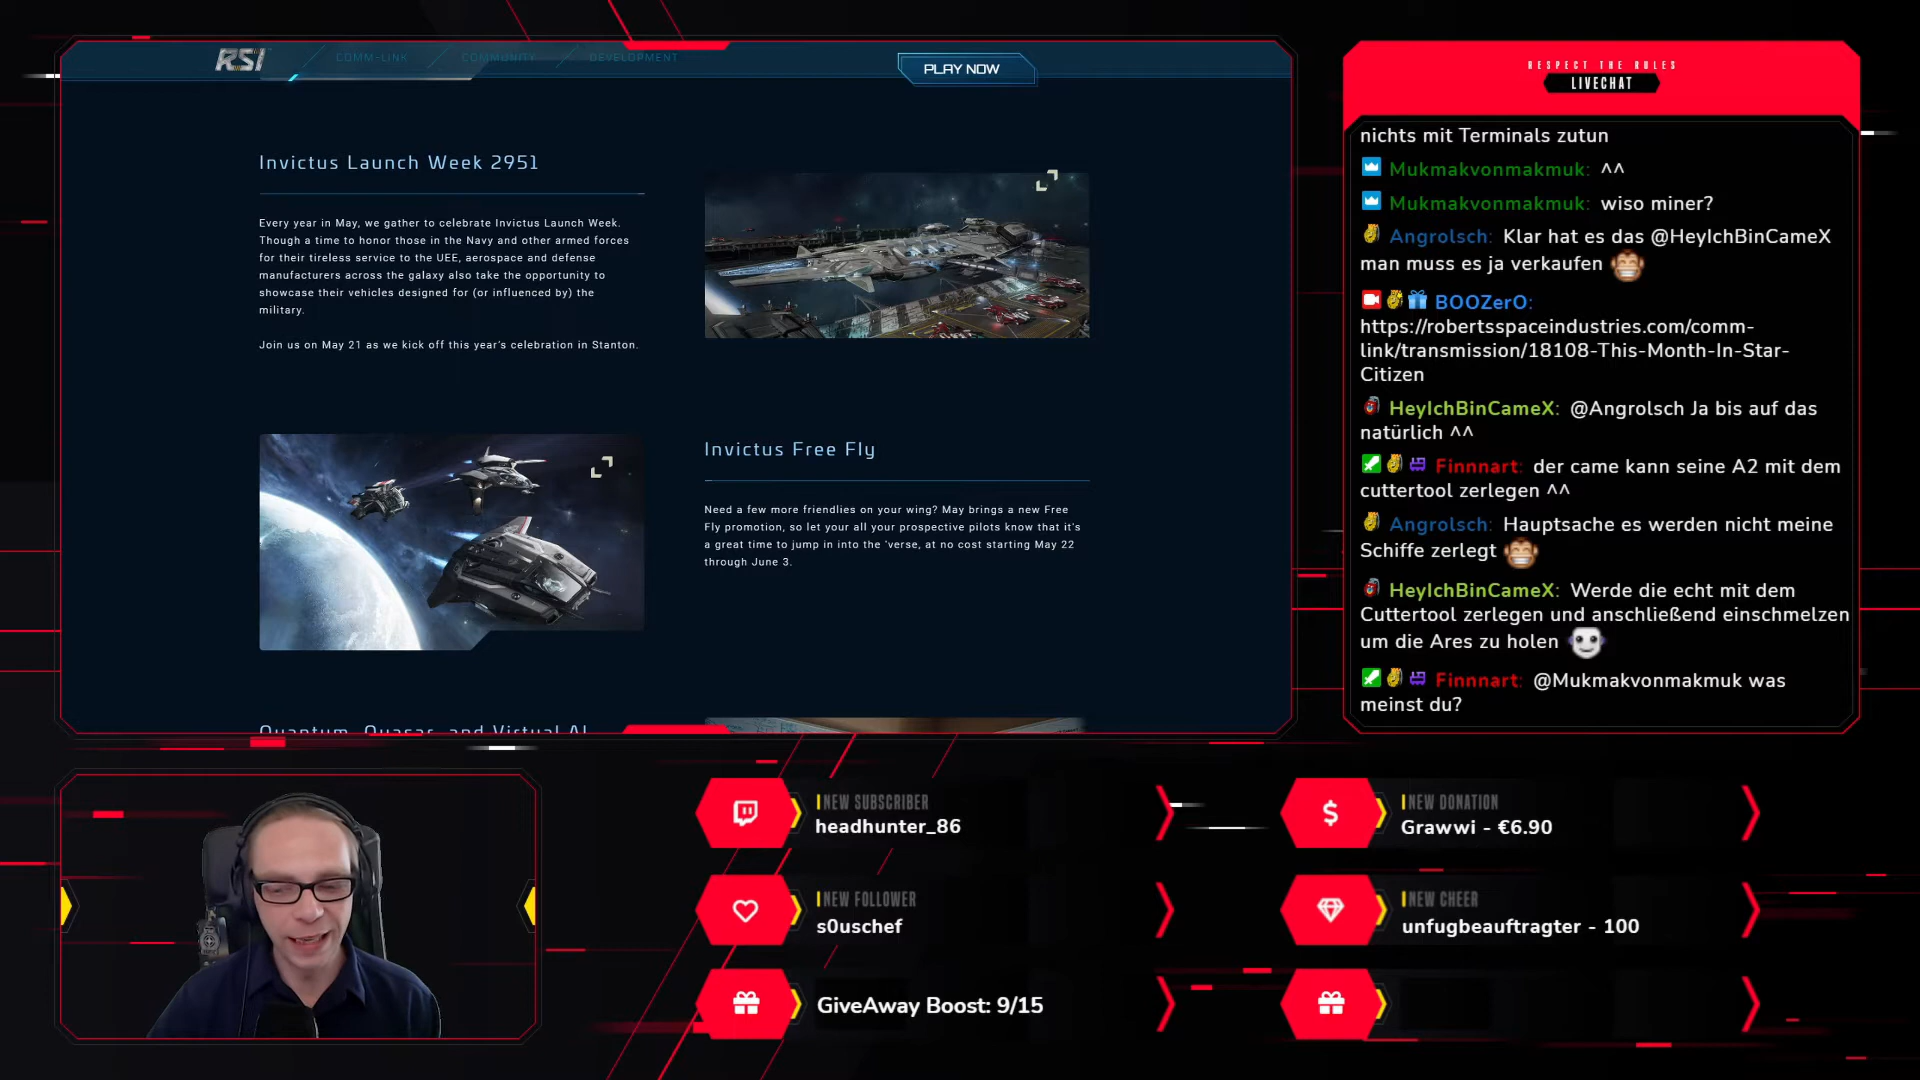 RSI
COMM-LINK
COMMUNITY
DEVELOPMENT
PLAY NOW
Invictus Launch Week 2951
Every year in May, we gather to celebrate Invictus Launch Week.
Though a time to honor those in the Navy and other armed forces
for their tireless service to the UEE, aerospace and defense
manufacturers across the galaxy also take the opportunity to
showcase their vehicles designed for (or influenced by) the
military.
Join us on May 21 as we kick off this year's celebration in Stanton.
Invictus Free Fly
Need a few more friendlies on your wing? May brings a new Free
Fly promotion, so let your all your prospective pilots know that it's
a great time to jump in into the 'verse, at no cost starting May 22
through June 3.
Quantum, Quasar, and Virtual AI
RESPECT THE RULES
LIVECHAT
nichts mit Terminals zutun
Mukmakvonmakmuk: ^^
Mukmakvonmakmuk: wiso miner?
Angrolsch: Klar hat es das @HeyIchBinCameX
man muss es ja verkaufen
BOOZerO:
https://robertsspaceindustries.com/comm-
link/transmission/18108-This-Month-In-Star-
Citizen
HeyIchBinCameX: @Angrolsch Ja bis auf das
natürlich ^^
Finnnart: der came kann seine A2 mit dem
cuttertool zerlegen ^^
Angrolsch: Hauptsache es werden nicht meine
Schiffe zerlegt
HeyIchBinCameX: Werde die echt mit dem
Cuttertool zerlegen und anschließend einschmelzen
um die Ares zu holen
Finnnart: @Mukmakvonmakmuk was
meinst du?
NEW SUBSCRIBER
headhunter_86
NEW DONATION
Grawwi - €6.90
NEW FOLLOWER
s0uschef
NEW CHEER
unfugbeauftragter - 100
GiveAway Boost: 9/15